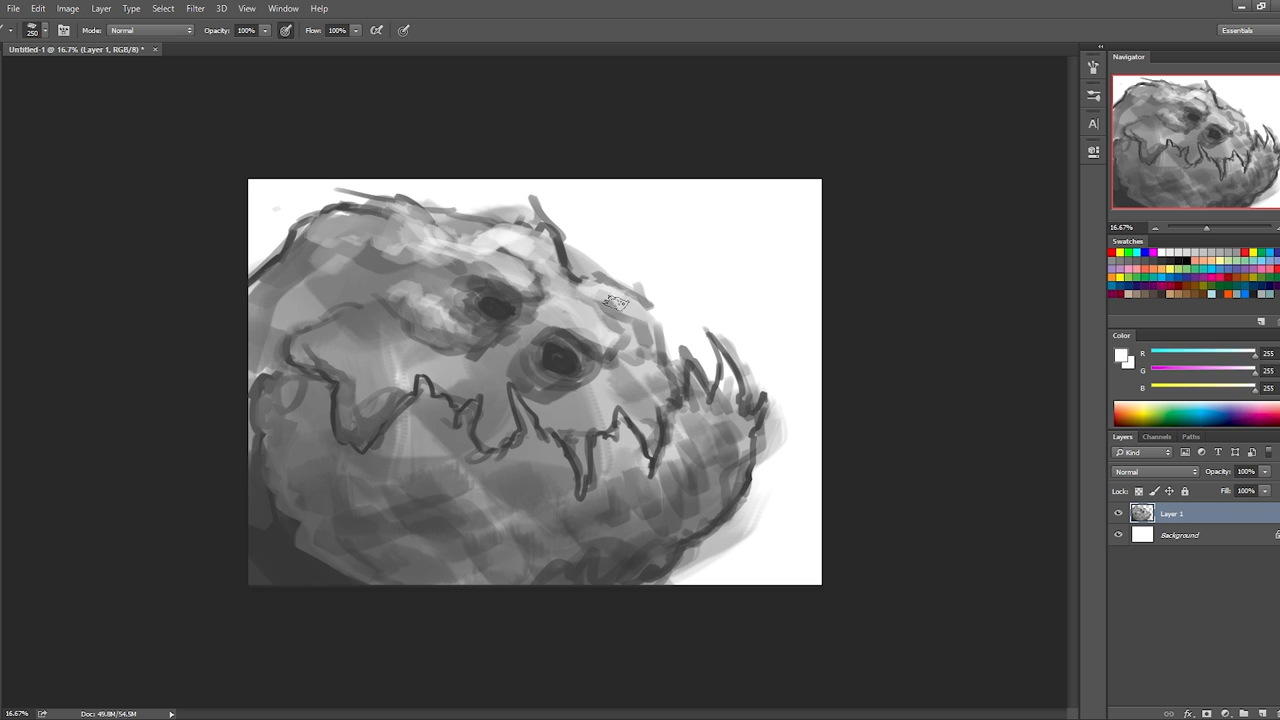 File Edit Image Layer Type Select Filter 3D View Window Help
250 Mode: Normal Opacity: 100% Flow: 100% Essentials
Untitled-1 @ 16.7% (Layer 1, RGB/8) * ×
Navigator
16.67%
Swatches
Color
R 255
G 255
B 255
Layers Channels Paths
Kind
Normal Opacity: 100%
Lock: Fill: 100%
Layer 1
Background
16.67% Doc: 49.8M/54.9M